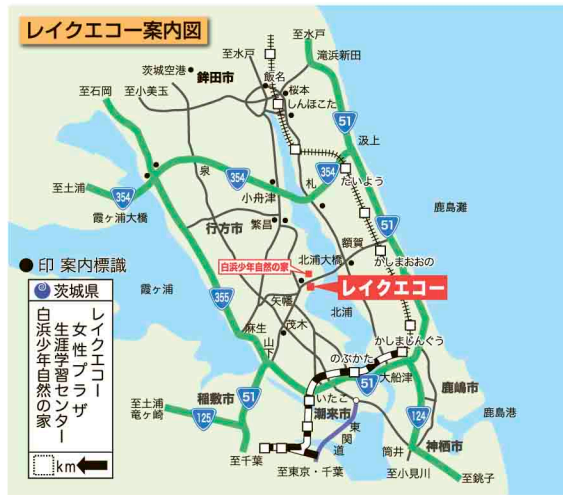 レイクエコー案内図
至水戸
至水戸
滝浜新田
茨城空港
鉾田市
飯名
至石岡
至小美玉
桜本
しんほこた
51
汲上
泉
354
354
札
たいよう
至土浦
354
小舟津
霞ヶ浦大橋
繁昌
行方市
鹿島灘
51
額賀
北浦大橋
かしまおおの
●印 案内標識
白浜少年自然の家
レイクエコー
茨城県
霞ヶ浦
355
矢幡
北浦
麻生
茂木
かしまじんぐう
山下
のぶかた
レイクエコー
女性プラザ
生涯学習センター
白浜少年自然の家
km
大船津
51
鹿嶋市
稲敷市
51
いたこ
潮来市
至土浦
竜ヶ崎
125
124
鹿島港
東関道
神栖市
筒井
至千葉
至東京・千葉
至小見川
至銚子